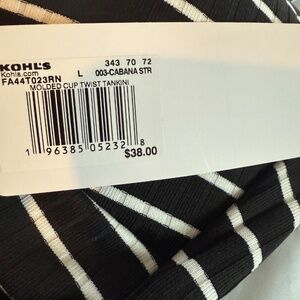 KOHL'S 343 70 72
Kohls.com L 003-CABANA STR
FA44T023RN
MOLDED CUP TWIST TANKINI
1 96385 05232 8
$38.00